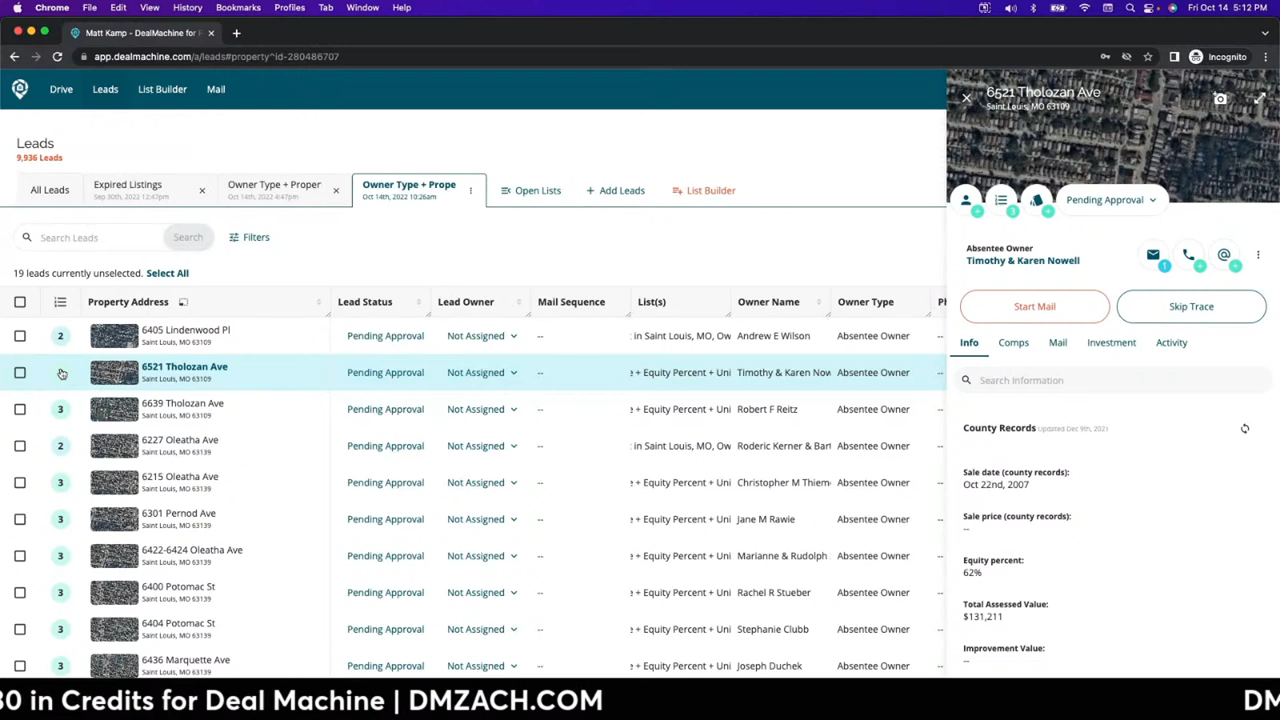 Chrome File Edit View History Bookmarks Profiles Tab Window Help Fri Oct 14 5:12 PM
Matt Kamp - DealMachine for R
app.dealmachine.com/a/leads#property^id-280486707 Incognito
Drive Leads List Builder Mail
Leads
9,936 Leads
All Leads
Expired Listings
Sep 30th, 2022 12:47pm
Owner Type + Proper
Oct 14th, 2022 4:47pm
Owner Type + Prope
Oct 14th, 2022 10:26am
Open Lists
+ Add Leads
List Builder
Search Leads Search Filters
19 leads currently unselected. Select All
Property Address Lead Status Lead Owner Mail Sequence List(s) Owner Name Owner Type Ph
2 6405 Lindenwood Pl Pending Approval Not Assigned -- : in Saint Louis, MO, Ow Andrew E Wilson Absentee Owner --
Saint Louis, MO 63109
6521 Tholozan Ave Pending Approval Not Assigned -- e + Equity Percent + Uni Timothy & Karen Now Absentee Owner --
Saint Louis, MO 63109
3 6639 Tholozan Ave Pending Approval Not Assigned -- e + Equity Percent + Uni Robert F Reitz Absentee Owner --
Saint Louis, MO 63109
2 6227 Oleatha Ave Pending Approval Not Assigned -- : in Saint Louis, MO, Ow Roderic Kerner & Bart Absentee Owner --
Saint Louis, MO 63139
3 6215 Oleatha Ave Pending Approval Not Assigned -- e + Equity Percent + Uni Christopher M Thiem Absentee Owner --
Saint Louis, MO 63139
3 6301 Pernod Ave Pending Approval Not Assigned -- e + Equity Percent + Uni Jane M Rawie Absentee Owner --
Saint Louis, MO 63139
3 6422-6424 Oleatha Ave Pending Approval Not Assigned -- e + Equity Percent + Uni Marianne & Rudolph Absentee Owner --
Saint Louis, MO 63139
3 6400 Potomac St Pending Approval Not Assigned -- e + Equity Percent + Uni Rachel R Stueber Absentee Owner --
Saint Louis, MO 63139
3 6404 Potomac St Pending Approval Not Assigned -- e + Equity Percent + Uni Stephanie Clubb Absentee Owner --
Saint Louis, MO 63139
3 6436 Marquette Ave Pending Approval Not Assigned -- e + Equity Percent + Uni Joseph Duchek Absentee Owner --
Saint Louis, MO 63139
6521 Tholozan Ave
Saint Louis, MO 63109
+ 3 + Pending Approval
Absentee Owner
Timothy & Karen Nowell
1 + @ +
Start Mail Skip Trace
Info Comps Mail Investment Activity
Search Information
County Records Updated Dec 9th, 2021
Sale date (county records):
Oct 22nd, 2007
Sale price (county records):
--
Equity percent:
62%
Total Assessed Value:
$131,211
Improvement Value:
--
30 in Credits for Deal Machine | DMZACH.COM DM